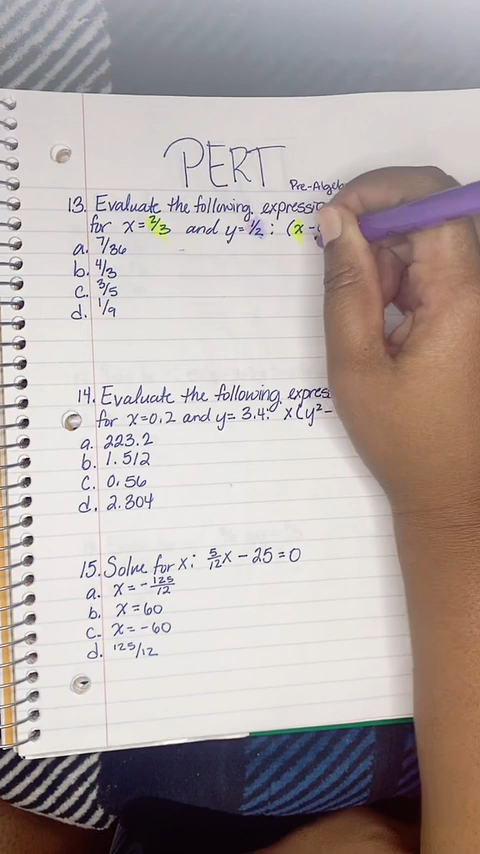 PERT
Pre-Algeb
13. Evaluate the following expressi
for x=2/3 and y=1/2: (x-
a. 7/36
b. 4/3
c. 3/5
d. 1/9
14. Evaluate the following expres
for x=0.2 and y= 3.4: x(y²-
a. 223.2
b. 1.512
c. 0.56
d. 2.304
15. Solve for x: 5/12x - 25 = 0
a. x = -125/12
b. x = 60
c. x = -60
d. 125/12